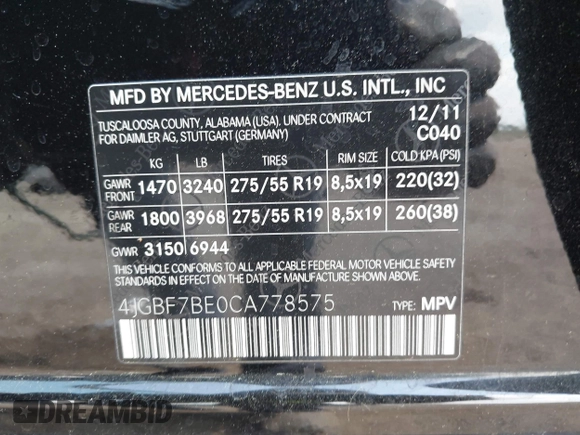 MFD BY MERCEDES-BENZ U.S. INTL., INC
TUSCALOOSA COUNTY, ALABAMA (USA). UNDER CONTRACT 12/11
FOR DAIMLER AG, STUTTGART (GERMANY) C040
KG LB TIRES RIM SIZE COLD KPA (PSI)
GAWR FRONT 1470 3240 275/55 R19 8,5x19 220(32)
GAWR REAR 1800 3968 275/55 R19 8,5x19 260(38)
GVWR 3150 6944
THIS VEHICLE CONFORMS TO ALL APPLICABLE FEDERAL MOTOR VEHICLE SAFETY
STANDARDS IN EFFECT ON THE DATE OF MANUFACTURE SHOWN ABOVE.
4JGBF7BE0CA778575 TYPE: MPV
DREAMBID